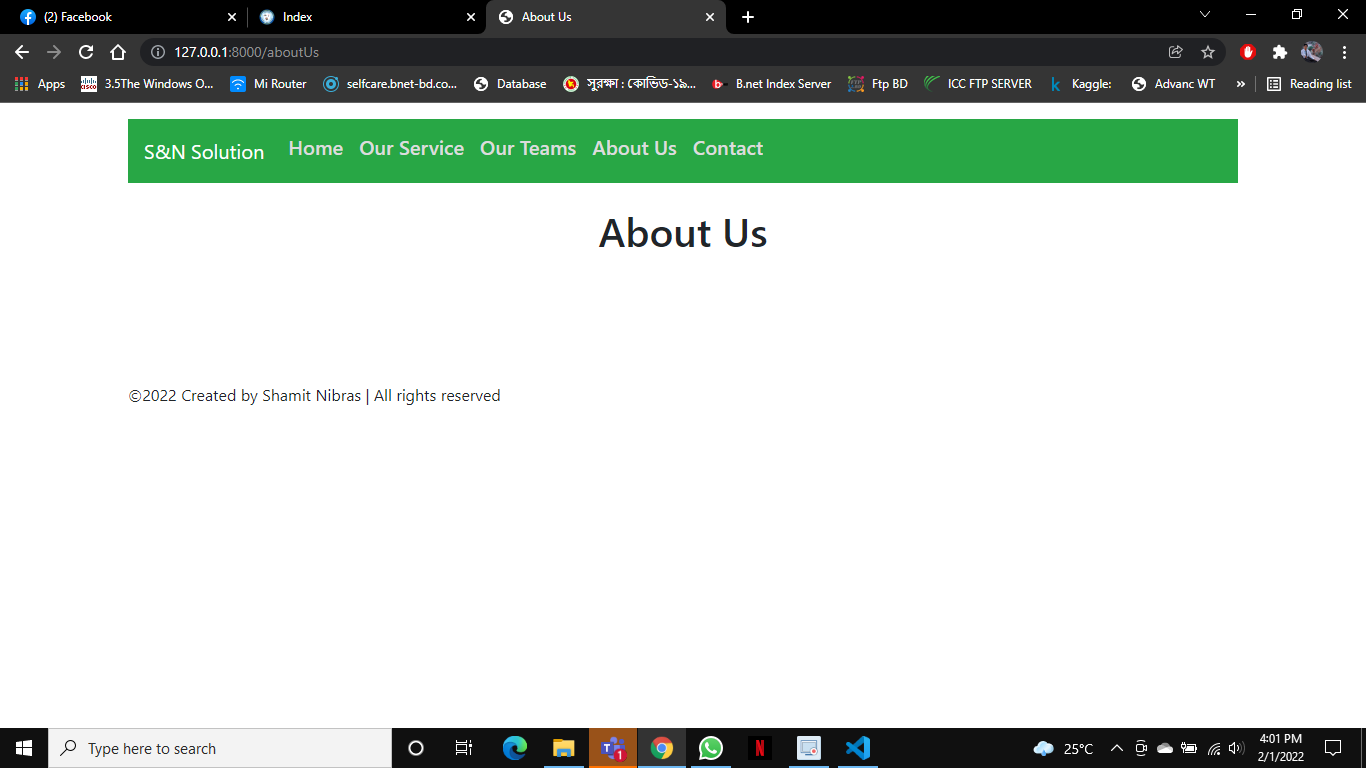 (2) Facebook
Index
About Us
127.0.0.1:8000/aboutUs
Apps
3.5The Windows O...
Mi Router
selfcare.bnet-bd.co...
Database
সুরক্ষা : কোভিড-১৯...
B.net Index Server
Ftp BD
ICC FTP SERVER
Kaggle:
Advanc WT
»
Reading list
S&N Solution Home Our Service Our Teams About Us Contact
About Us
©2022 Created by Shamit Nibras | All rights reserved
Type here to search
25°C
4:01 PM
2/1/2022